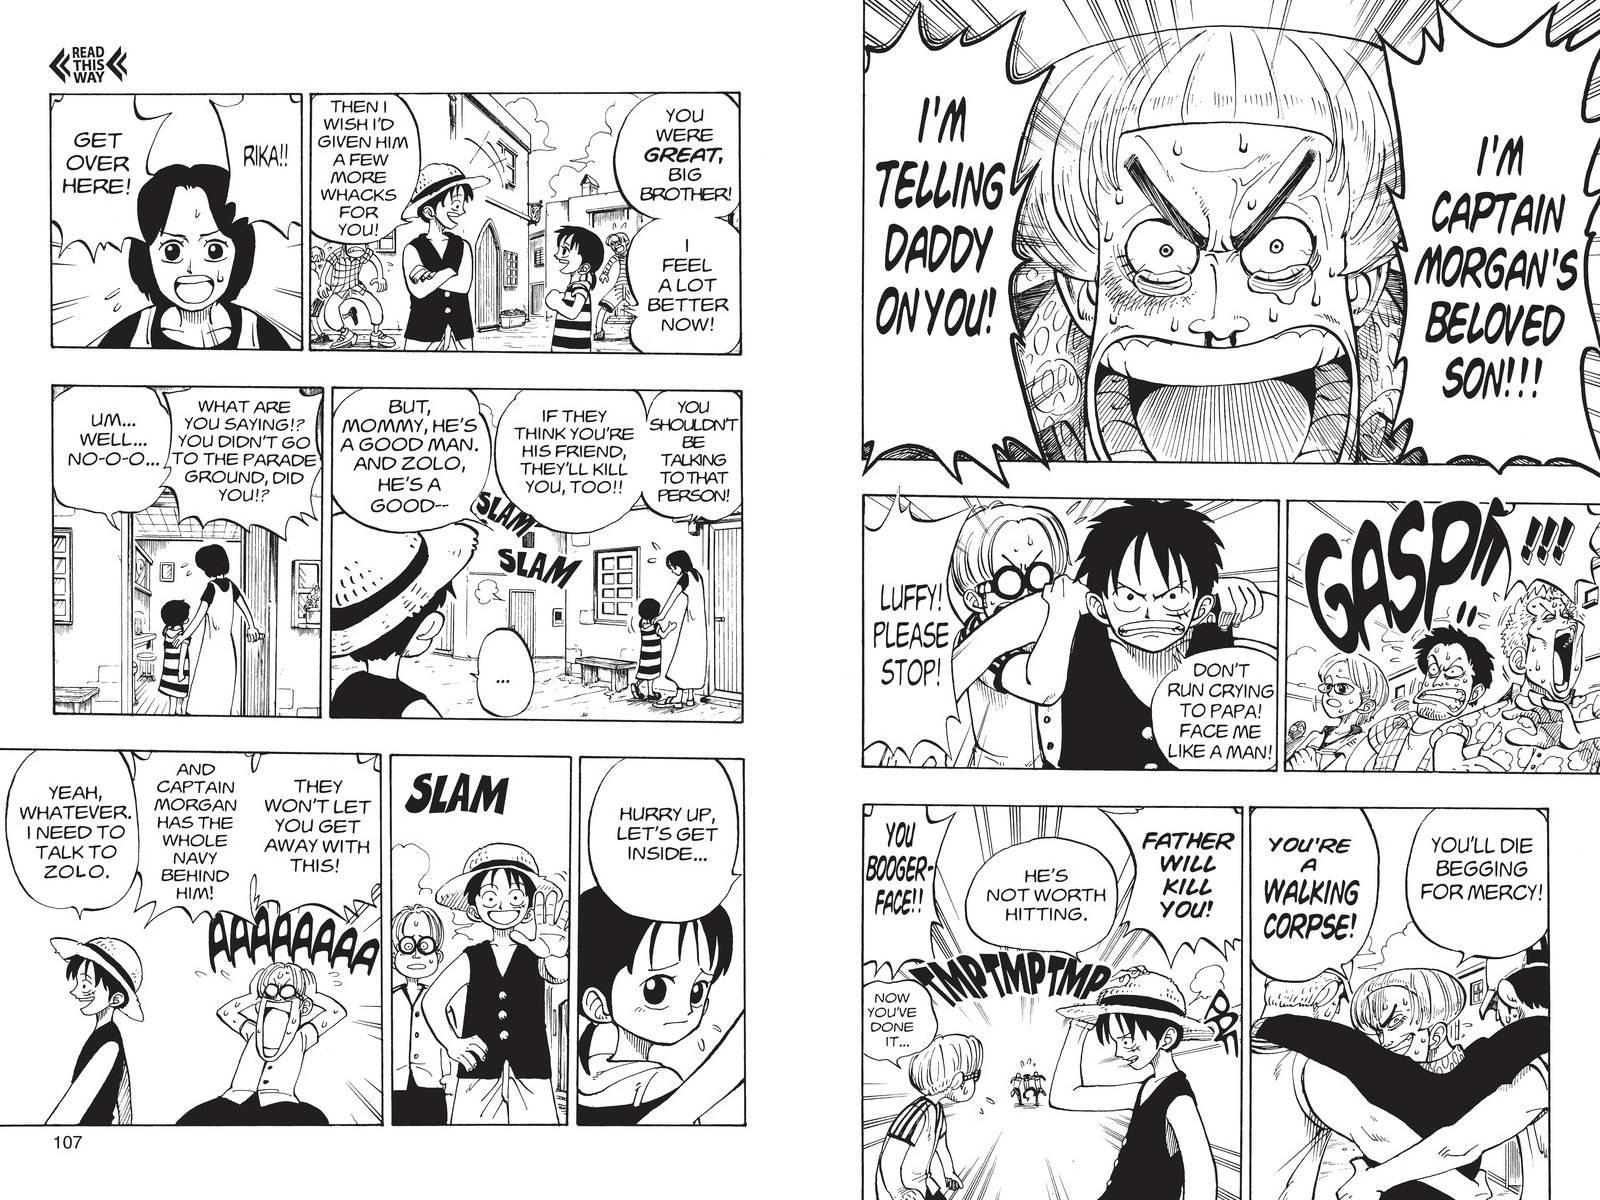 I'M
CAPTAIN
MORGAN'S
BELOVED
SON!!!
I'M
TELLING
DADDY
ON YOU!
GASP!!
!!!
LUFFY!
PLEASE
STOP!
DON'T
RUN CRYING
TO PAPA!
FACE ME
LIKE A MAN!
YOU'LL DIE
BEGGING
FOR MERCY!
YOU'RE
A
WALKING
CORPSE!
FATHER
WILL
KILL
YOU!
HE'S
NOT WORTH
HITTING.
YOU
BOOGER-
FACE!!
TMPTMPTMPTMP
NOW
YOU'VE
DONE
IT...
READ
THIS
WAY
YOU
WERE
GREAT,
BIG
BROTHER!
I
FEEL
A LOT
BETTER
NOW!
THEN I
WISH I'D
GIVEN HIM
A FEW
MORE
WHACKS
FOR
YOU!
RIKA!!
GET
OVER
HERE!
YOU
SHOULDN'T
BE
TALKING
TO THAT
PERSON!
IF THEY
THINK YOU'RE
HIS FRIEND,
THEY'LL KILL
YOU, TOO!!
BUT,
MOMMY, HE'S
A GOOD MAN.
AND ZOLO,
HE'S A
GOOD--
SLAM
SLAM
...
WHAT ARE
YOU SAYING!?
YOU DIDN'T GO
TO THE PARADE
GROUND, DID
YOU!?
UM...
WELL...
NO-O-O...
HURRY UP,
LET'S GET
INSIDE...
SLAM
THEY
WON'T LET
YOU GET
AWAY WITH
THIS!
AND
CAPTAIN
MORGAN
HAS THE
WHOLE
NAVY
BEHIND
HIM!
AAAAAAAA
YEAH,
WHATEVER.
I NEED TO
TALK TO
ZOLO.
107